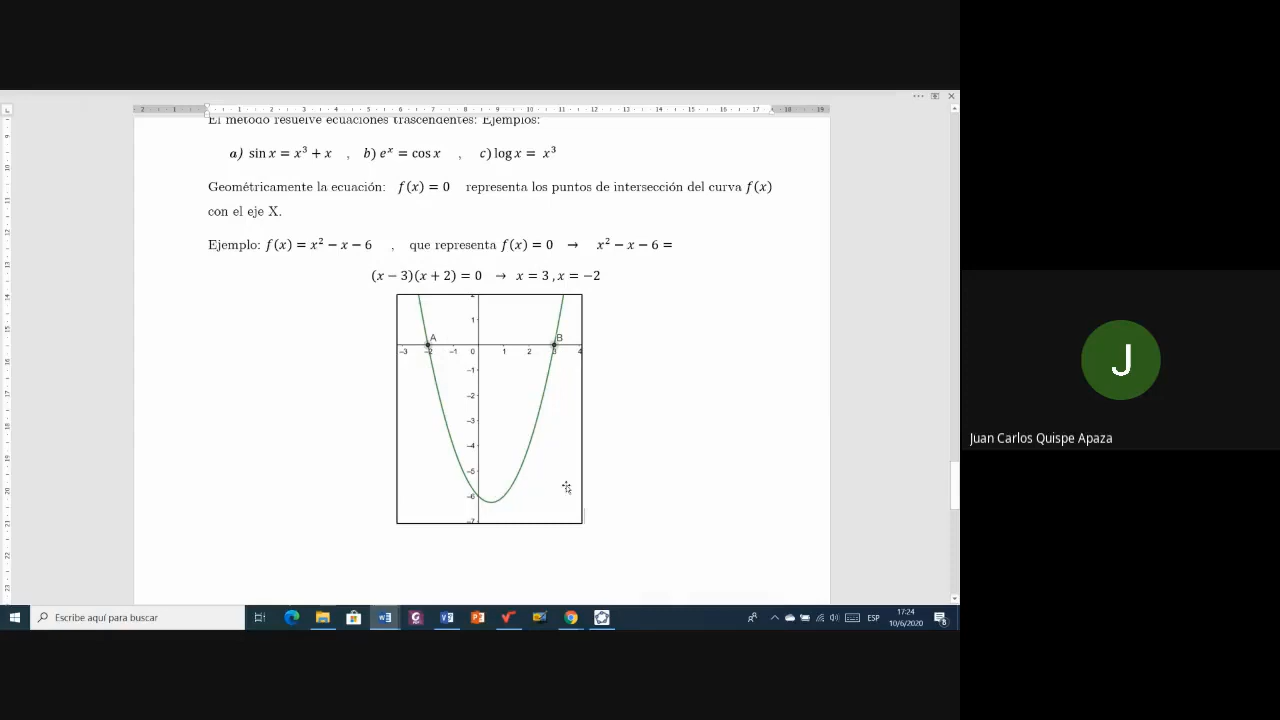 El método resuelve ecuaciones trascendentes: Ejemplos:
a) sin x = x³ + x , b) eˣ = cos x , c) log x = x³
Geométricamente la ecuación: f(x) = 0 representa los puntos de intersección del curva f(x)
con el eje X.
Ejemplo: f(x) = x² − x − 6 , que representa f(x) = 0 → x² − x − 6 =
(x − 3)(x + 2) = 0 → x = 3 , x = −2
2
1
A B
−3 −2 −1 0 1 2 3 4
−1
−2
−3
−4
−5
−6
−7
J
Juan Carlos Quispe Apaza
Escribe aquí para buscar
ESP
17:24
10/6/2020